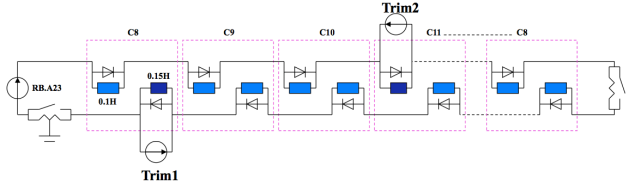 Trim2
C8 C9 C10 C11 C8
0.15H
RB.A23
0.1H
Trim1